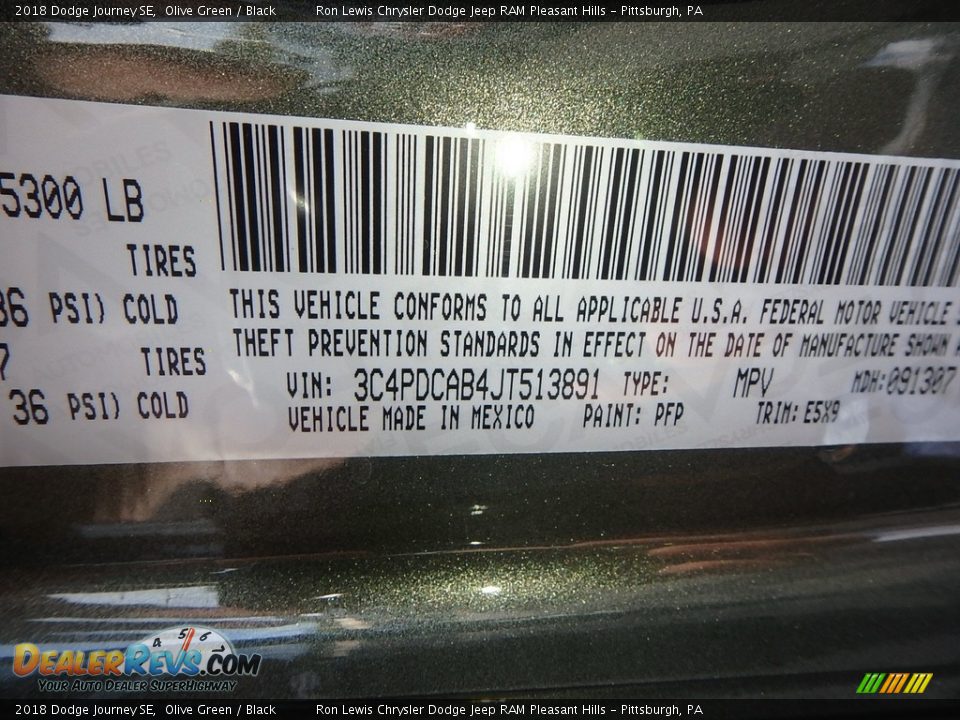 2018 Dodge Journey SE, Olive Green / Black Ron Lewis Chrysler Dodge Jeep RAM Pleasant Hills - Pittsburgh, PA
5300 LB
TIRES
36 PSI) COLD
7 TIRES
36 PSI) COLD
THIS VEHICLE CONFORMS TO ALL APPLICABLE U.S.A. FEDERAL MOTOR VEHICLE
THEFT PREVENTION STANDARDS IN EFFECT ON THE DATE OF MANUFACTURE SHOWN
VIN: 3C4PDCAB4JT513891 TYPE: MPV MDH:091307
VEHICLE MADE IN MEXICO PAINT: PFP TRIM: E5X9
4 5 6
DealerRevs.com
Your Auto Dealer SuperHighway
2018 Dodge Journey SE, Olive Green / Black Ron Lewis Chrysler Dodge Jeep RAM Pleasant Hills - Pittsburgh, PA